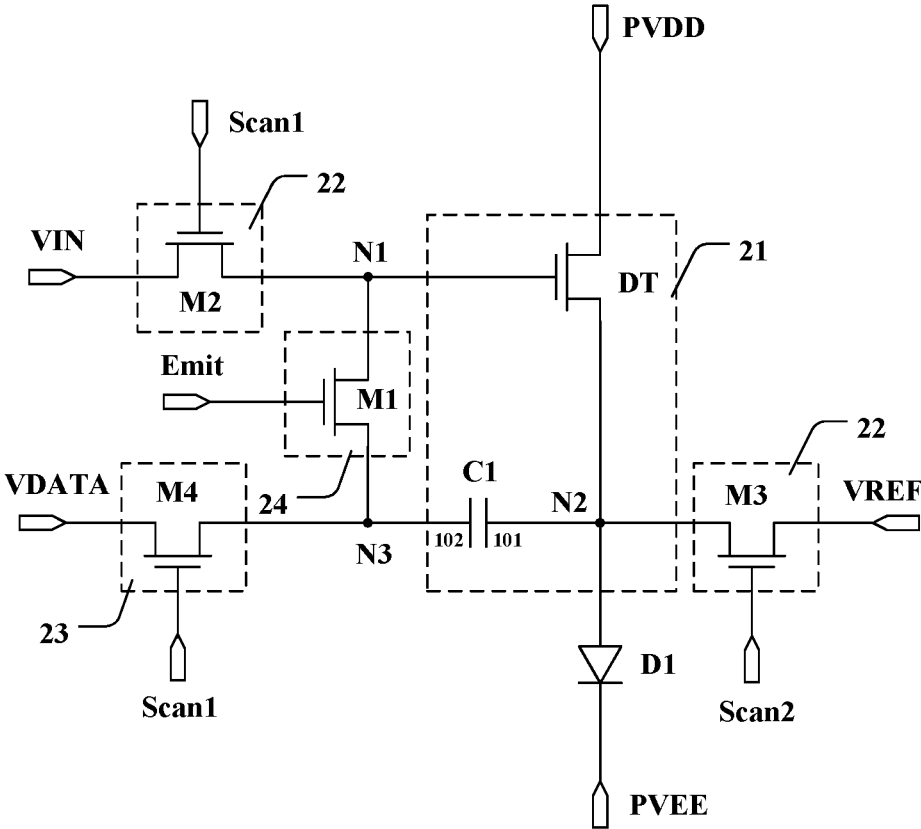 PVDD
Scan1
22
VIN
N1
21
M2
DT
Emit
M1
22
C1
VDATA
M4
24
N2
M3
VREF
102
101
N3
23
D1
Scan1
Scan2
PVEE